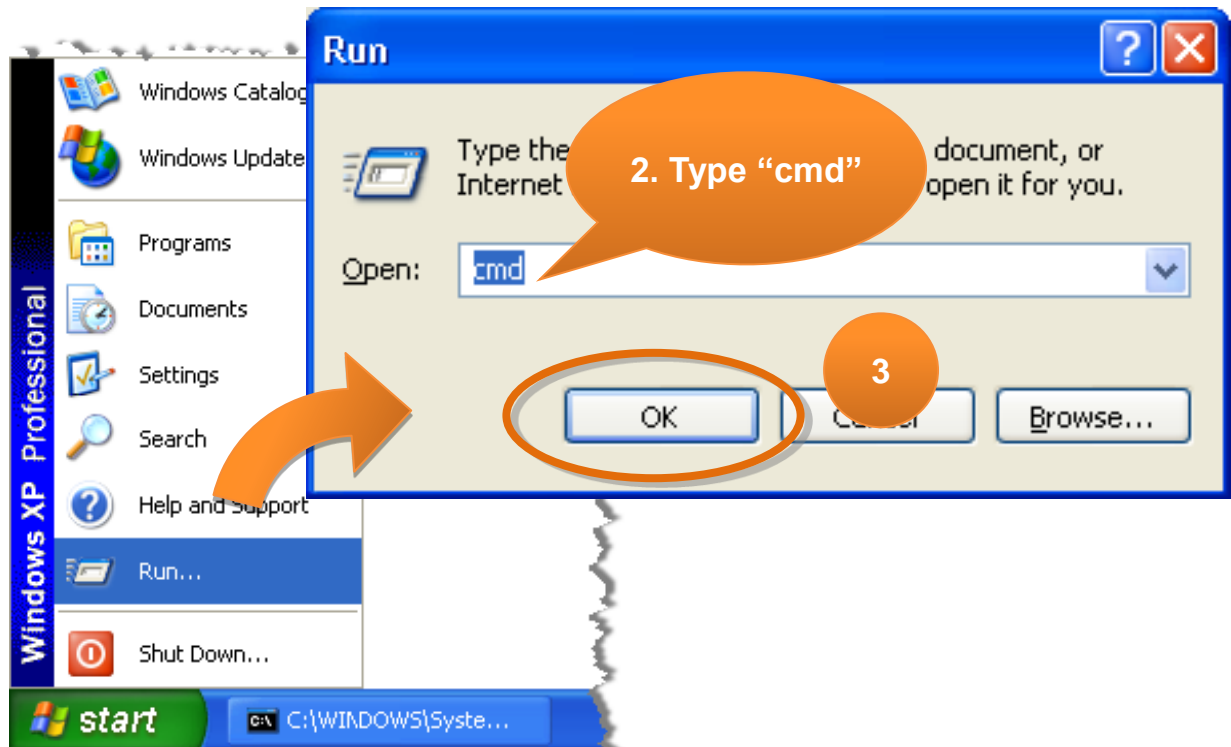 Windows XP Professional
Windows Catalog
Windows Update
Programs
Documents
Settings
Search
Help and Support
Run...
Shut Down...
start
C:\WINDOWS\Syste...
Run
Type the document, or
Internet open it for you.
2. Type “cmd”
Open:
cmd
3
OK
Browse...